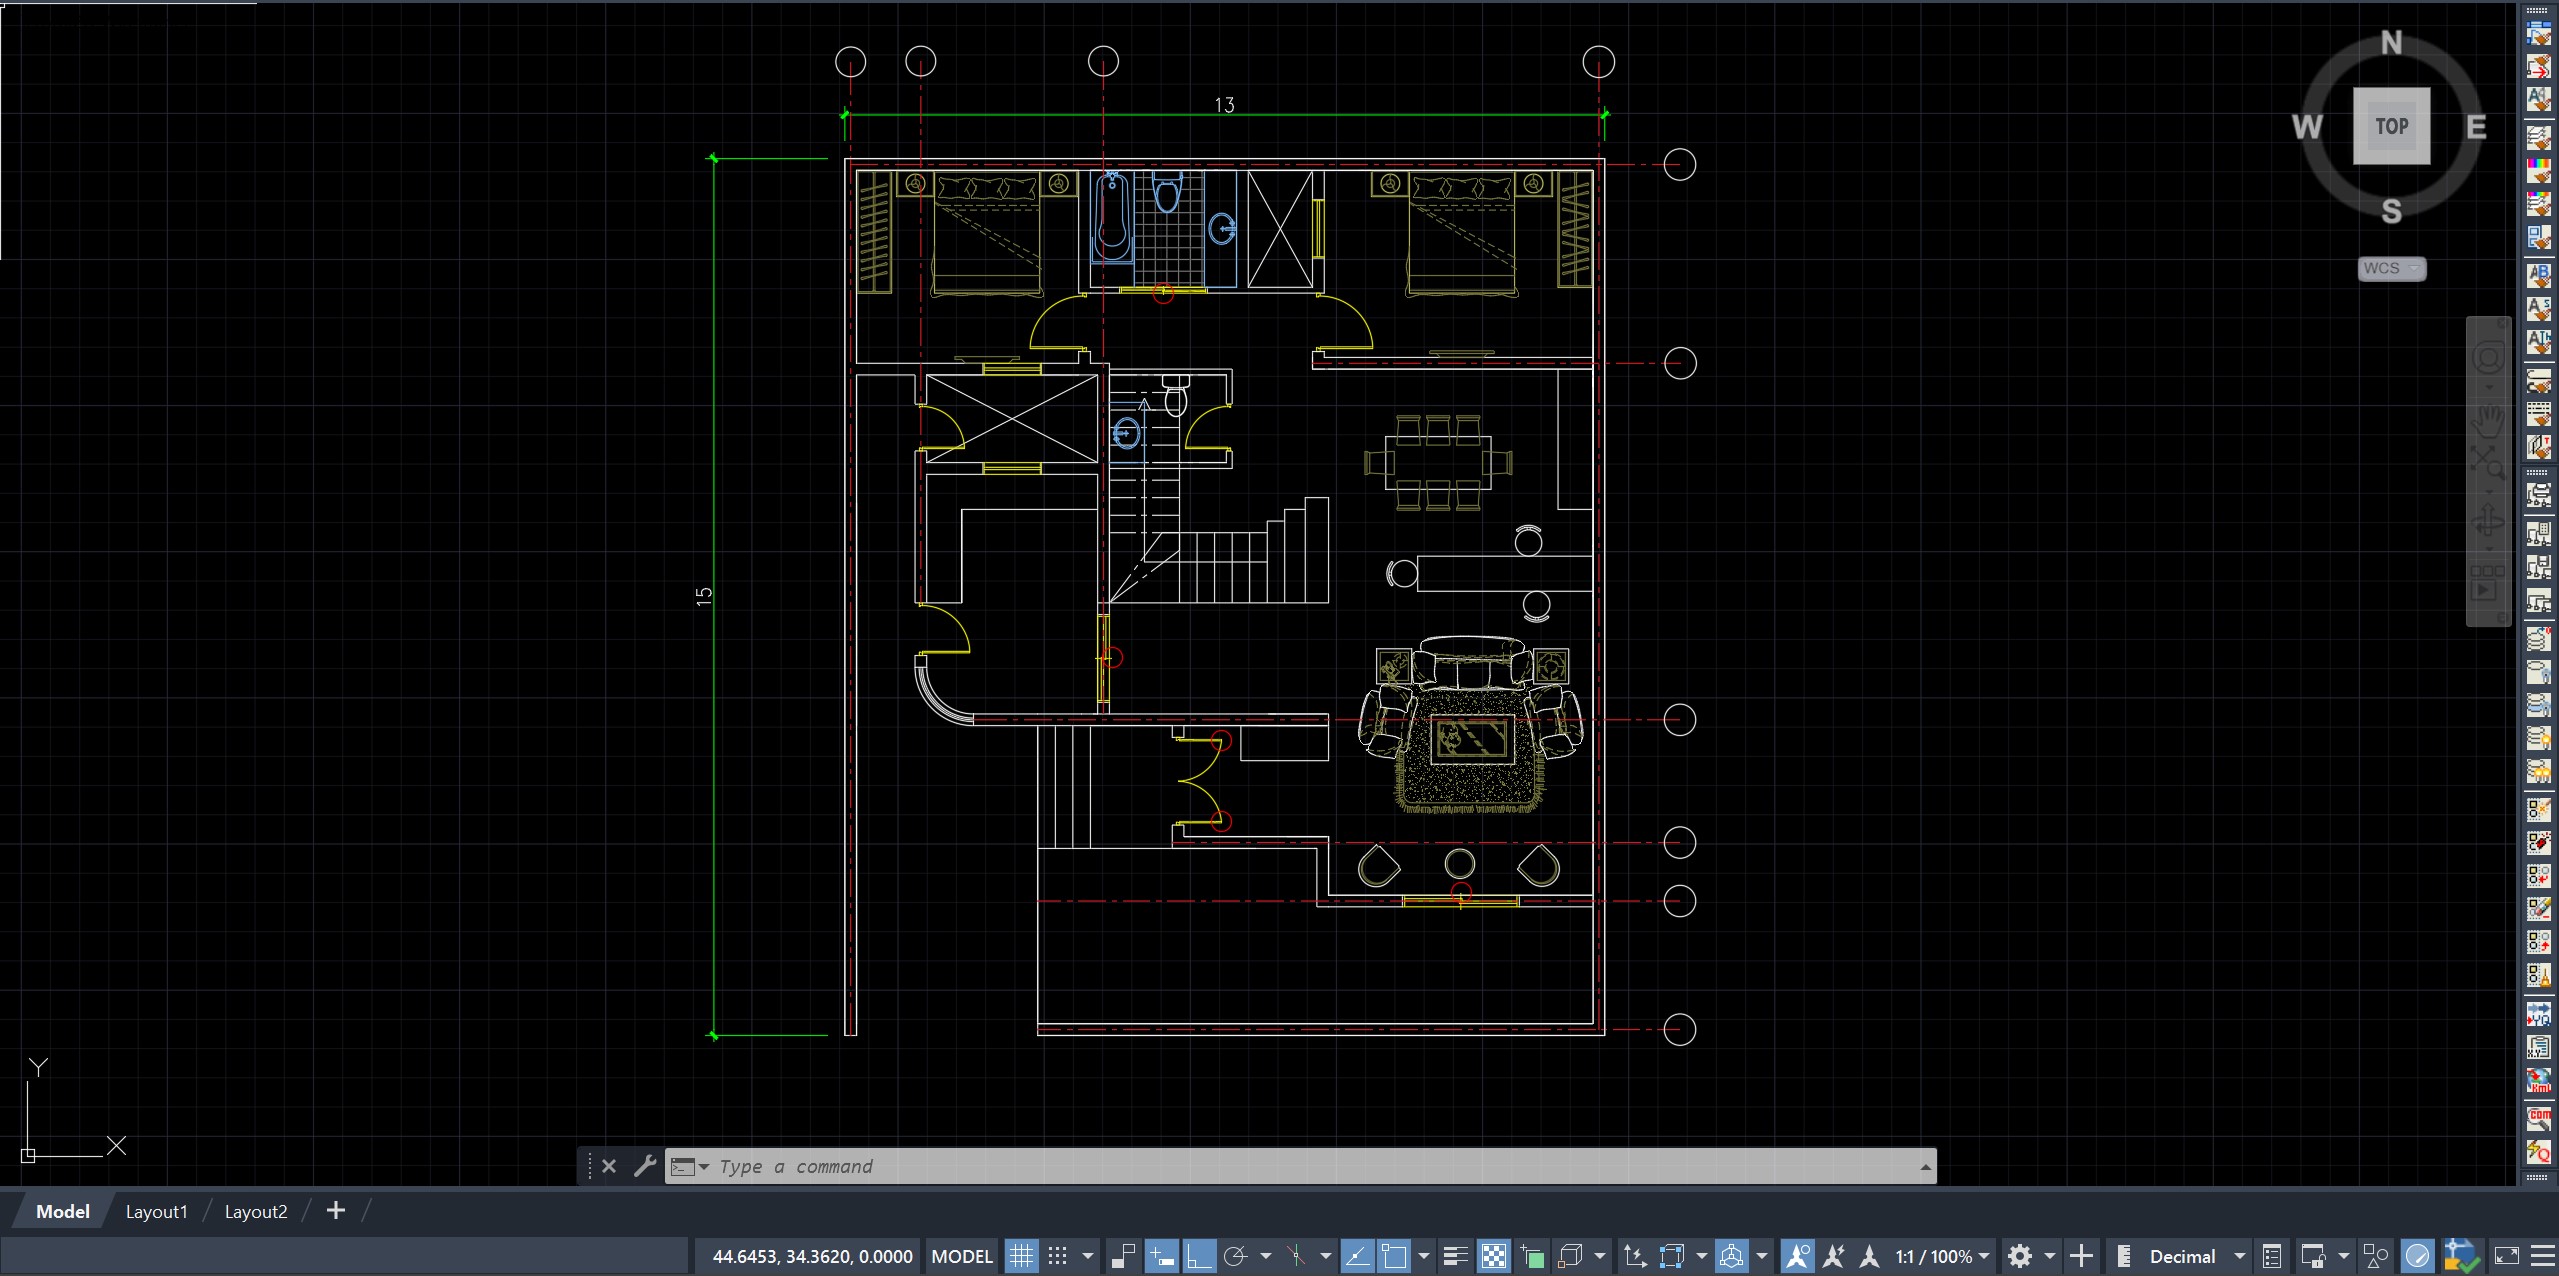 13
N
W
TOP
E
S
WCS
15
Y
X
Type a command
Model
Layout1
Layout2
44.6453, 34.3620, 0.0000
MODEL
1:1 / 100%
Decimal